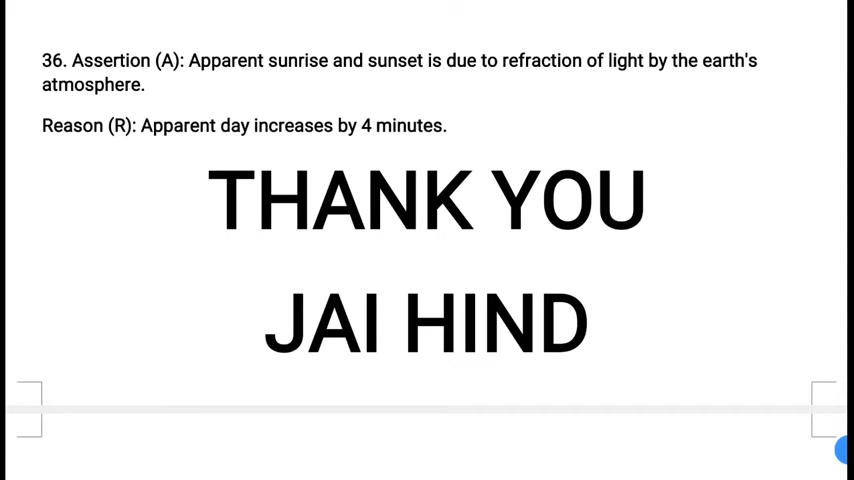 36. Assertion (A): Apparent sunrise and sunset is due to refraction of light by the earth's
atmosphere.
Reason (R): Apparent day increases by 4 minutes.
THANK YOU
JAI HIND